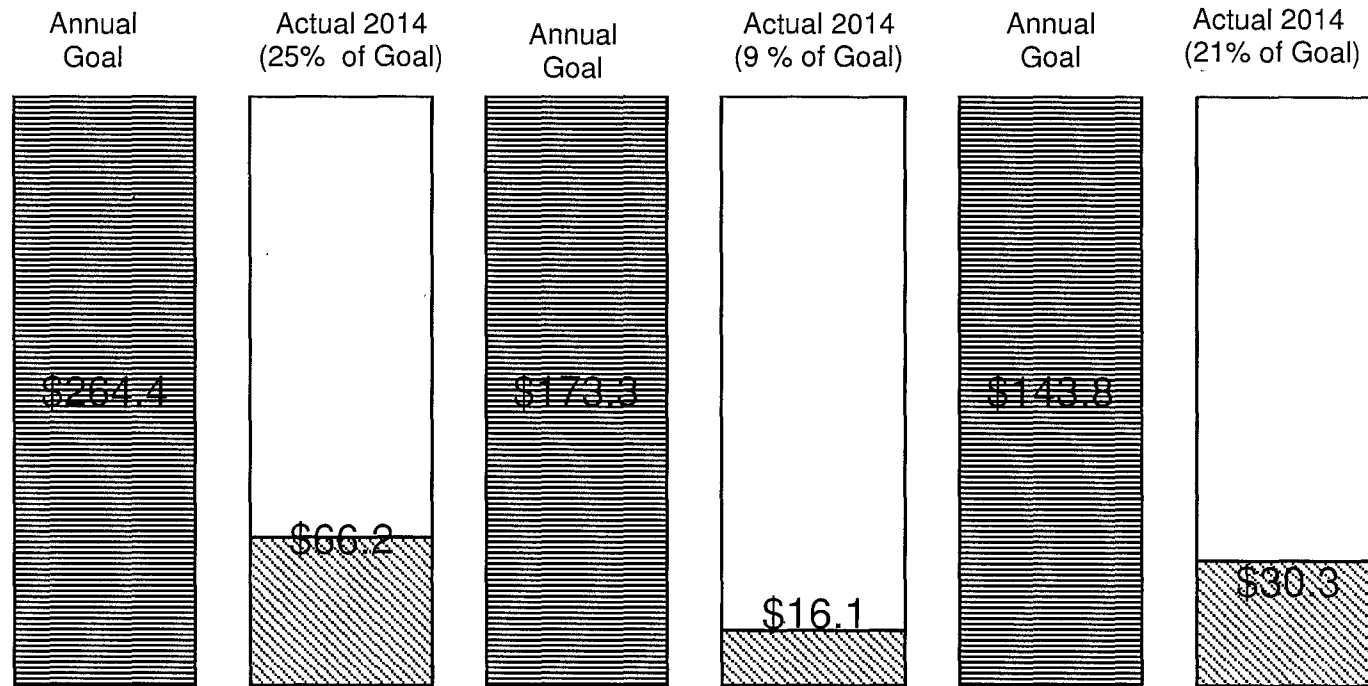 Annual
Goal
Actual 2014
(25% of Goal)
Annual
Goal
Actual 2014
(9 % of Goal)
Annual
Goal
Actual 2014
(21% of Goal)
$264.4
$66.2
$173.3
$16.1
$143.8
$30.3